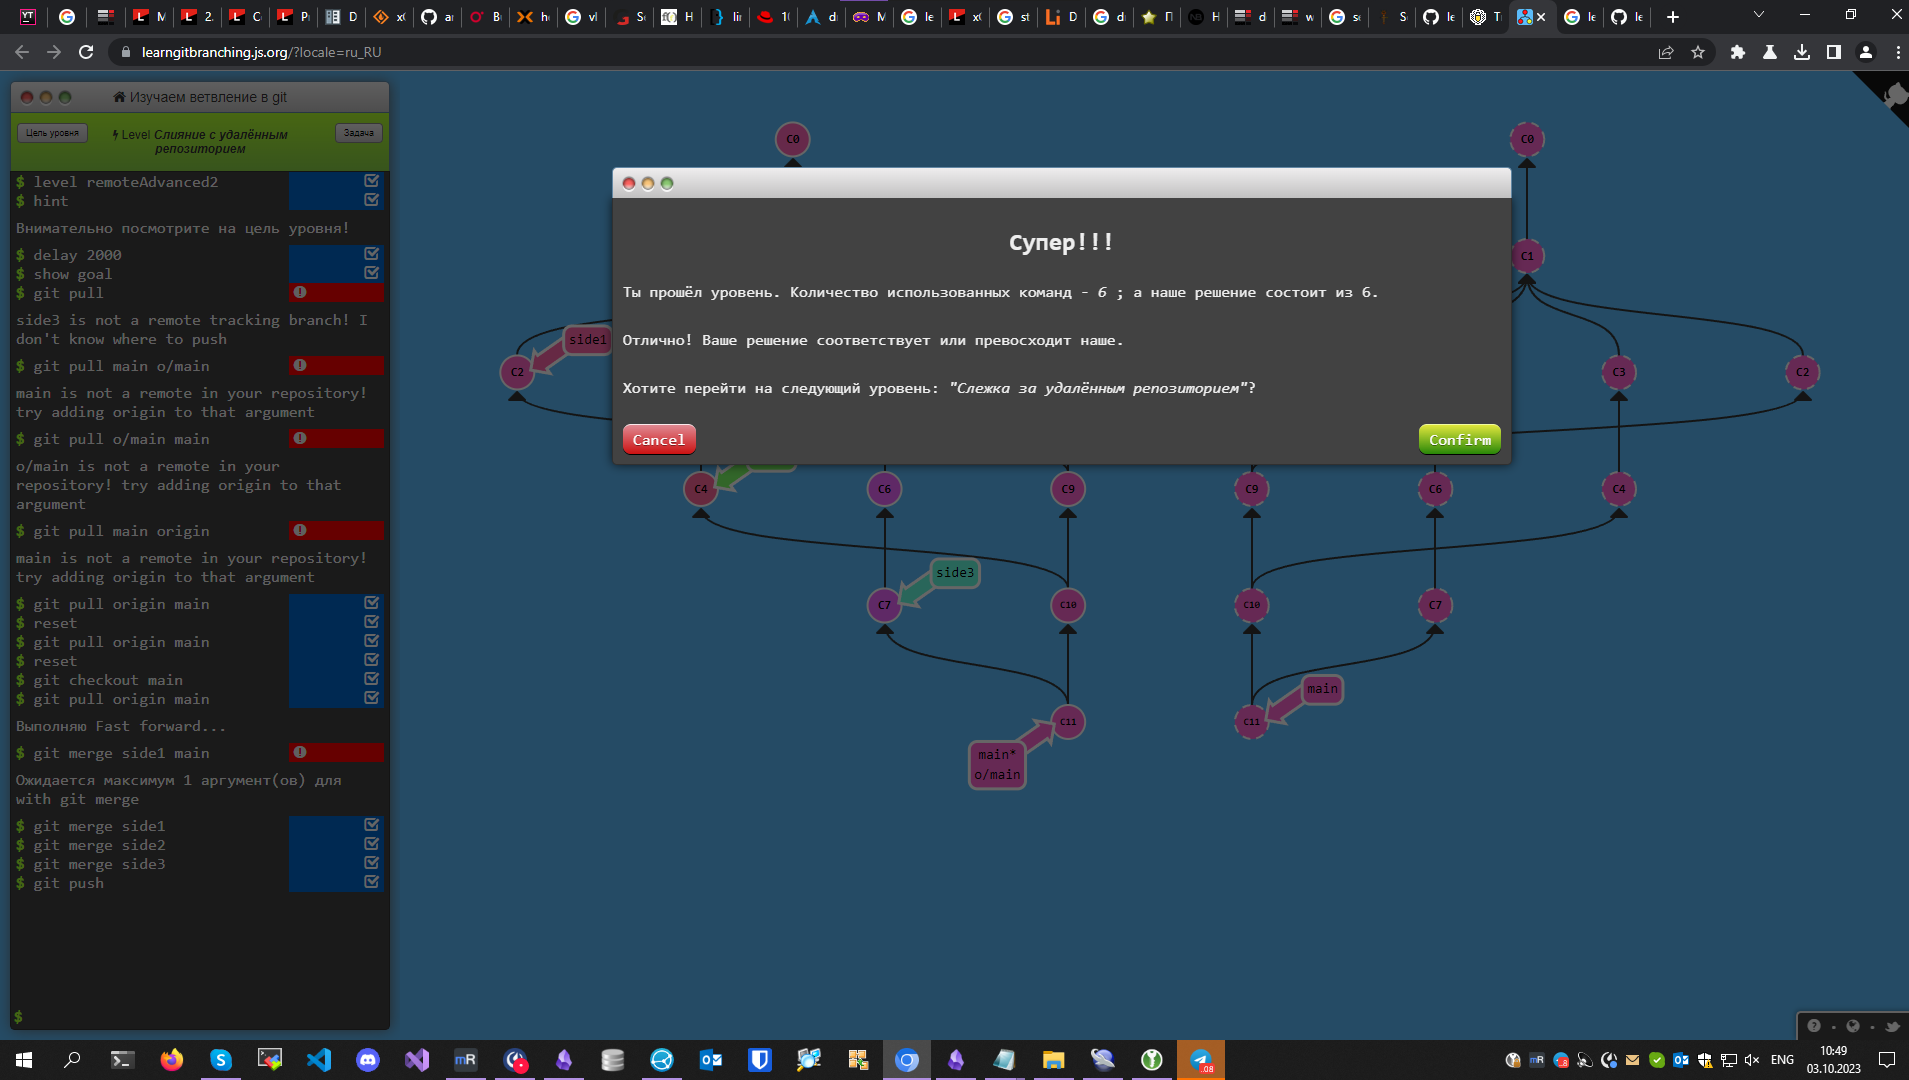 learngitbranching.js.org/?locale=ru_RU
Изучаем ветвление в git
Цель уровня
Level Слияние с удалённым
репозиторием
Задача
$ level remoteAdvanced2
$ hint
Внимательно посмотрите на цель уровня!
$ delay 2000
$ show goal
$ git pull
side3 is not a remote tracking branch! I
don't know where to push
$ git pull main o/main
main is not a remote in your repository!
try adding origin to that argument
$ git pull o/main main
o/main is not a remote in your
repository! try adding origin to that
argument
$ git pull main origin
main is not a remote in your repository!
try adding origin to that argument
$ git pull origin main
$ reset
$ git pull origin main
$ reset
$ git checkout main
$ git pull origin main
Выполняю Fast forward...
$ git merge side1 main
Ожидается максимум 1 аргумент(ов) для
with git merge
$ git merge side1
$ git merge side2
$ git merge side3
$ git push
$
C0
C0
Супер!!!
Ты прошёл уровень. Количество использованных команд - 6 ; а наше решение состоит из 6.
Отлично! Ваше решение соответствует или превосходит наше.
Хотите перейти на следующий уровень: "Слежка за удалённым репозиторием"?
Cancel
Confirm
C1
side1
C2
C3
C2
C4
C6
C9
C9
C6
C4
side3
C7
C10
C10
C7
main
C11
C11
main*
o/main
ENG
10:49
03.10.2023